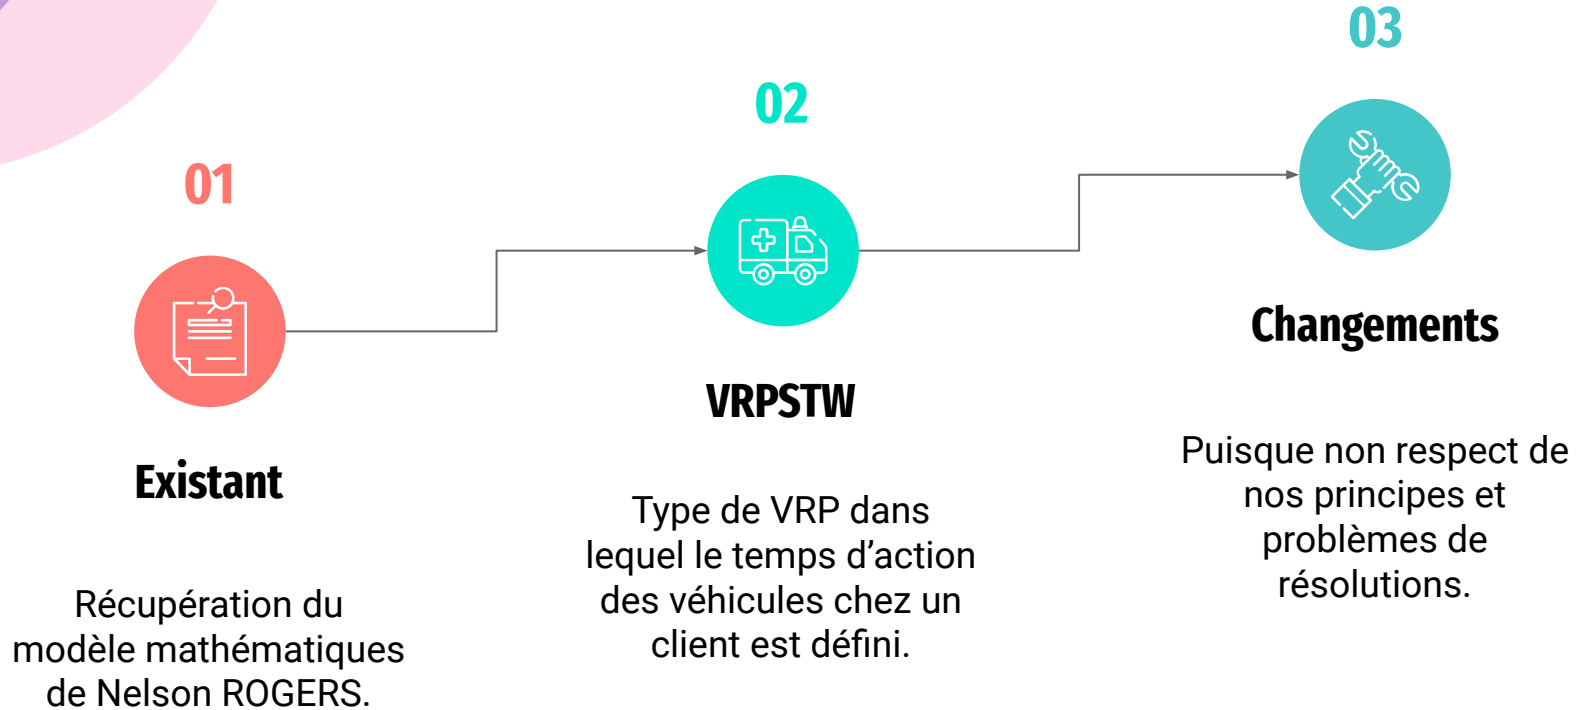 01
Existant
Récupération du
modèle mathématiques
de Nelson ROGERS.
02
VRPSTW
Type de VRP dans
lequel le temps d’action
des véhicules chez un
client est défini.
03
Changements
Puisque non respect de
nos principes et
problèmes de
résolutions.